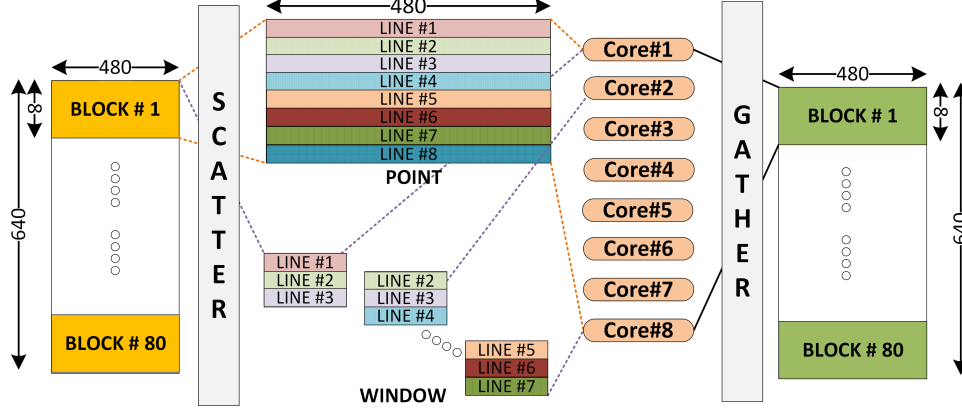 480
8
BLOCK # 1
640
BLOCK # 80
SCATTER
480
LINE #1
LINE #2
LINE #3
LINE #4
LINE #5
LINE #6
LINE #7
LINE #8
POINT
LINE #1
LINE #2
LINE #3
LINE #2
LINE #3
LINE #4
LINE #5
LINE #6
LINE #7
WINDOW
Core#1
Core#2
Core#3
Core#4
Core#5
Core#6
Core#7
Core#8
GATHER
480
8
BLOCK # 1
640
BLOCK # 80